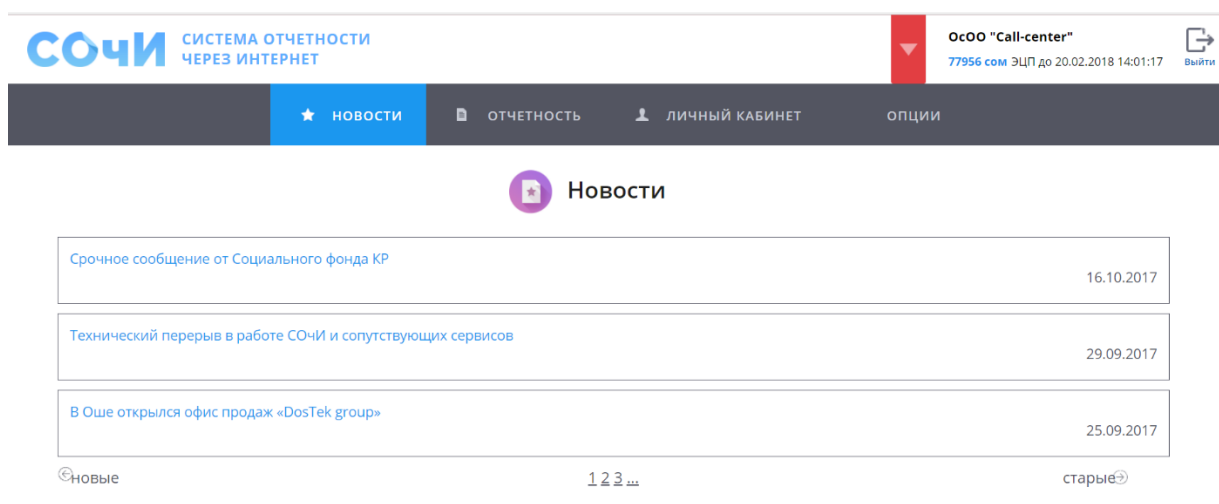 СОчИ
СИСТЕМА ОТЧЕТНОСТИ
ЧЕРЕЗ ИНТЕРНЕТ
ОсОО "Call-center"
77956 сом ЭЦП до 20.02.2018 14:01:17
Выйти
НОВОСТИ ОТЧЕТНОСТЬ ЛИЧНЫЙ КАБИНЕТ ОПЦИИ
Новости
Срочное сообщение от Социального фонда КР
16.10.2017
Технический перерыв в работе СОчИ и сопутствующих сервисов
29.09.2017
В Оше открылся офис продаж «DosTek group»
25.09.2017
новые 1 2 3 ... старые